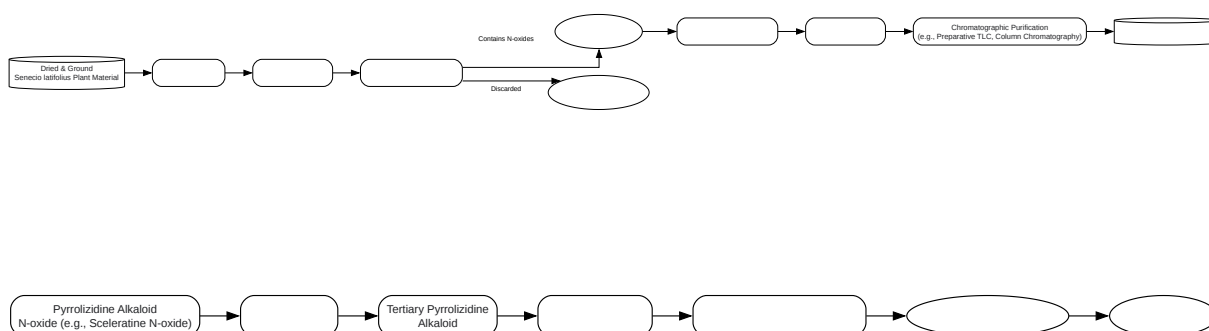 Chromatographic Purification
(e.g., Preparative TLC, Column Chromatography)
Contains N-oxides
Dried & Ground
Senecio latifolius Plant Material
Discarded
Pyrrolizidine Alkaloid
N-oxide (e.g., Sceleratine N-oxide)
Tertiary Pyrrolizidine
Alkaloid